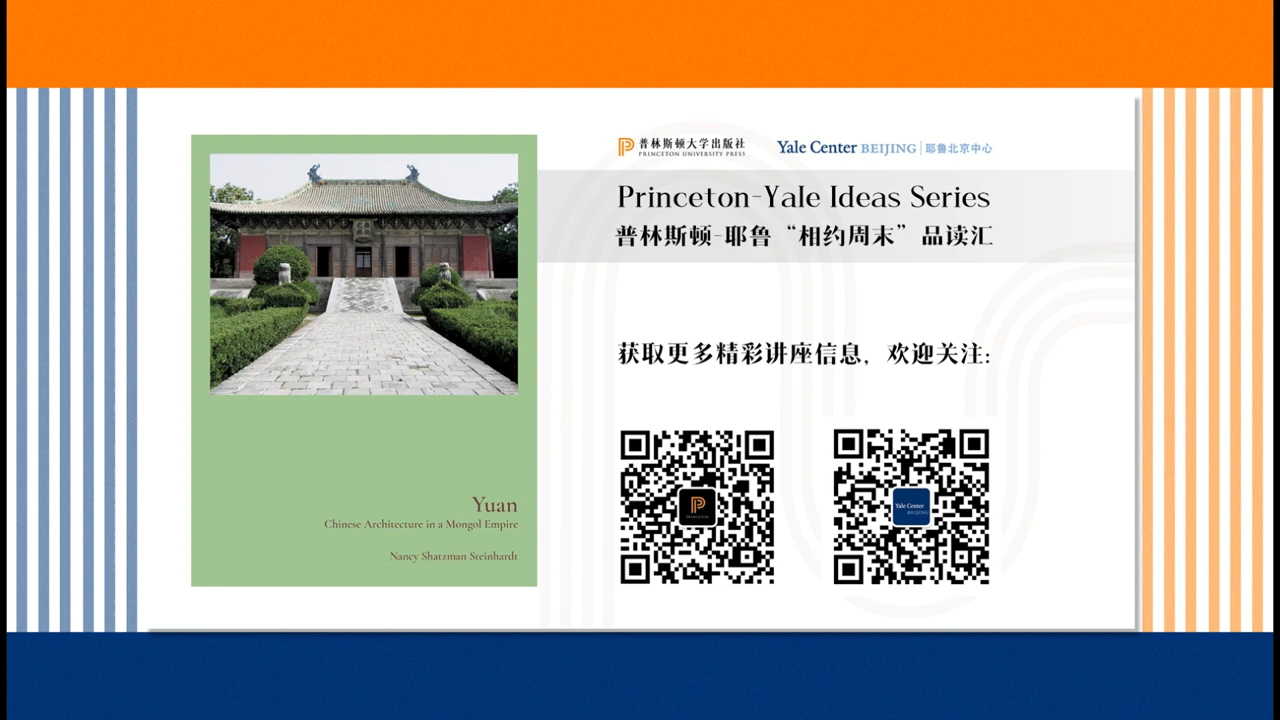 普林斯顿大学出版社
PRINCETON UNIVERSITY PRESS
Yale Center BEIJING | 耶鲁北京中心
Princeton-Yale Ideas Series
普林斯顿-耶鲁“相约周末”品读汇
获取更多精彩讲座信息，欢迎关注:
Yuan
Chinese Architecture in a Mongol Empire
Nancy Shatzman Steinhardt
PRINCETON
Yale Center
BEIJING